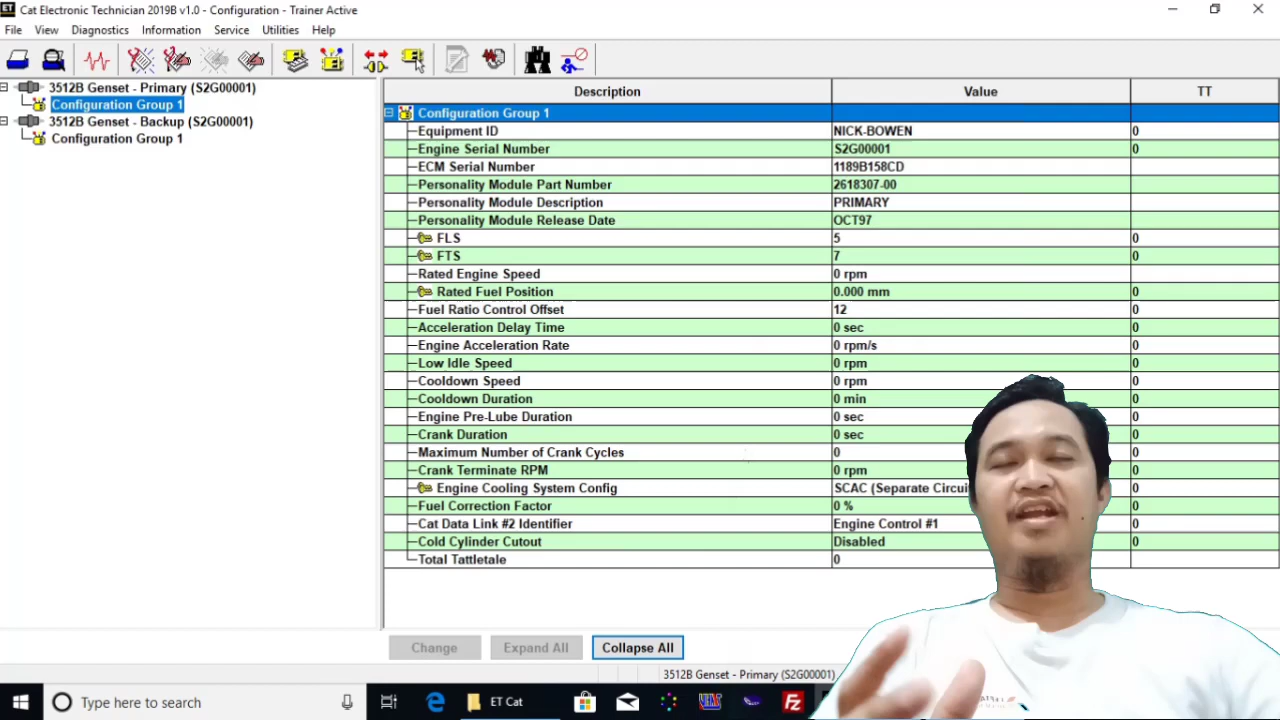 Cat Electronic Technician 2019B v1.0 - Configuration - Trainer Active
File View Diagnostics Information Service Utilities Help
3512B Genset - Primary (S2G00001)
Configuration Group 1
3512B Genset - Backup (S2G00001)
Configuration Group 1
Description Value TT
Configuration Group 1
Equipment ID NICK-BOWEN 0
Engine Serial Number S2G00001 0
ECM Serial Number 1189B158CD
Personality Module Part Number 2618307-00
Personality Module Description PRIMARY
Personality Module Release Date OCT97
FLS 5 0
FTS 7 0
Rated Engine Speed 0 rpm
Rated Fuel Position 0.000 mm 0
Fuel Ratio Control Offset 12 0
Acceleration Delay Time 0 sec 0
Engine Acceleration Rate 0 rpm/s 0
Low Idle Speed 0 rpm 0
Cooldown Speed 0 rpm 0
Cooldown Duration 0 min 0
Engine Pre-Lube Duration 0 sec 0
Crank Duration 0 sec 0
Maximum Number of Crank Cycles 0 0
Crank Terminate RPM 0 rpm 0
Engine Cooling System Config SCAC (Separate Circui 0
Fuel Correction Factor 0 % 0
Cat Data Link #2 Identifier Engine Control #1 0
Cold Cylinder Cutout Disabled 0
Total Tattletale 0
Change Expand All Collapse All
3512B Genset - Primary (S2G00001)
Type here to search
ET Cat